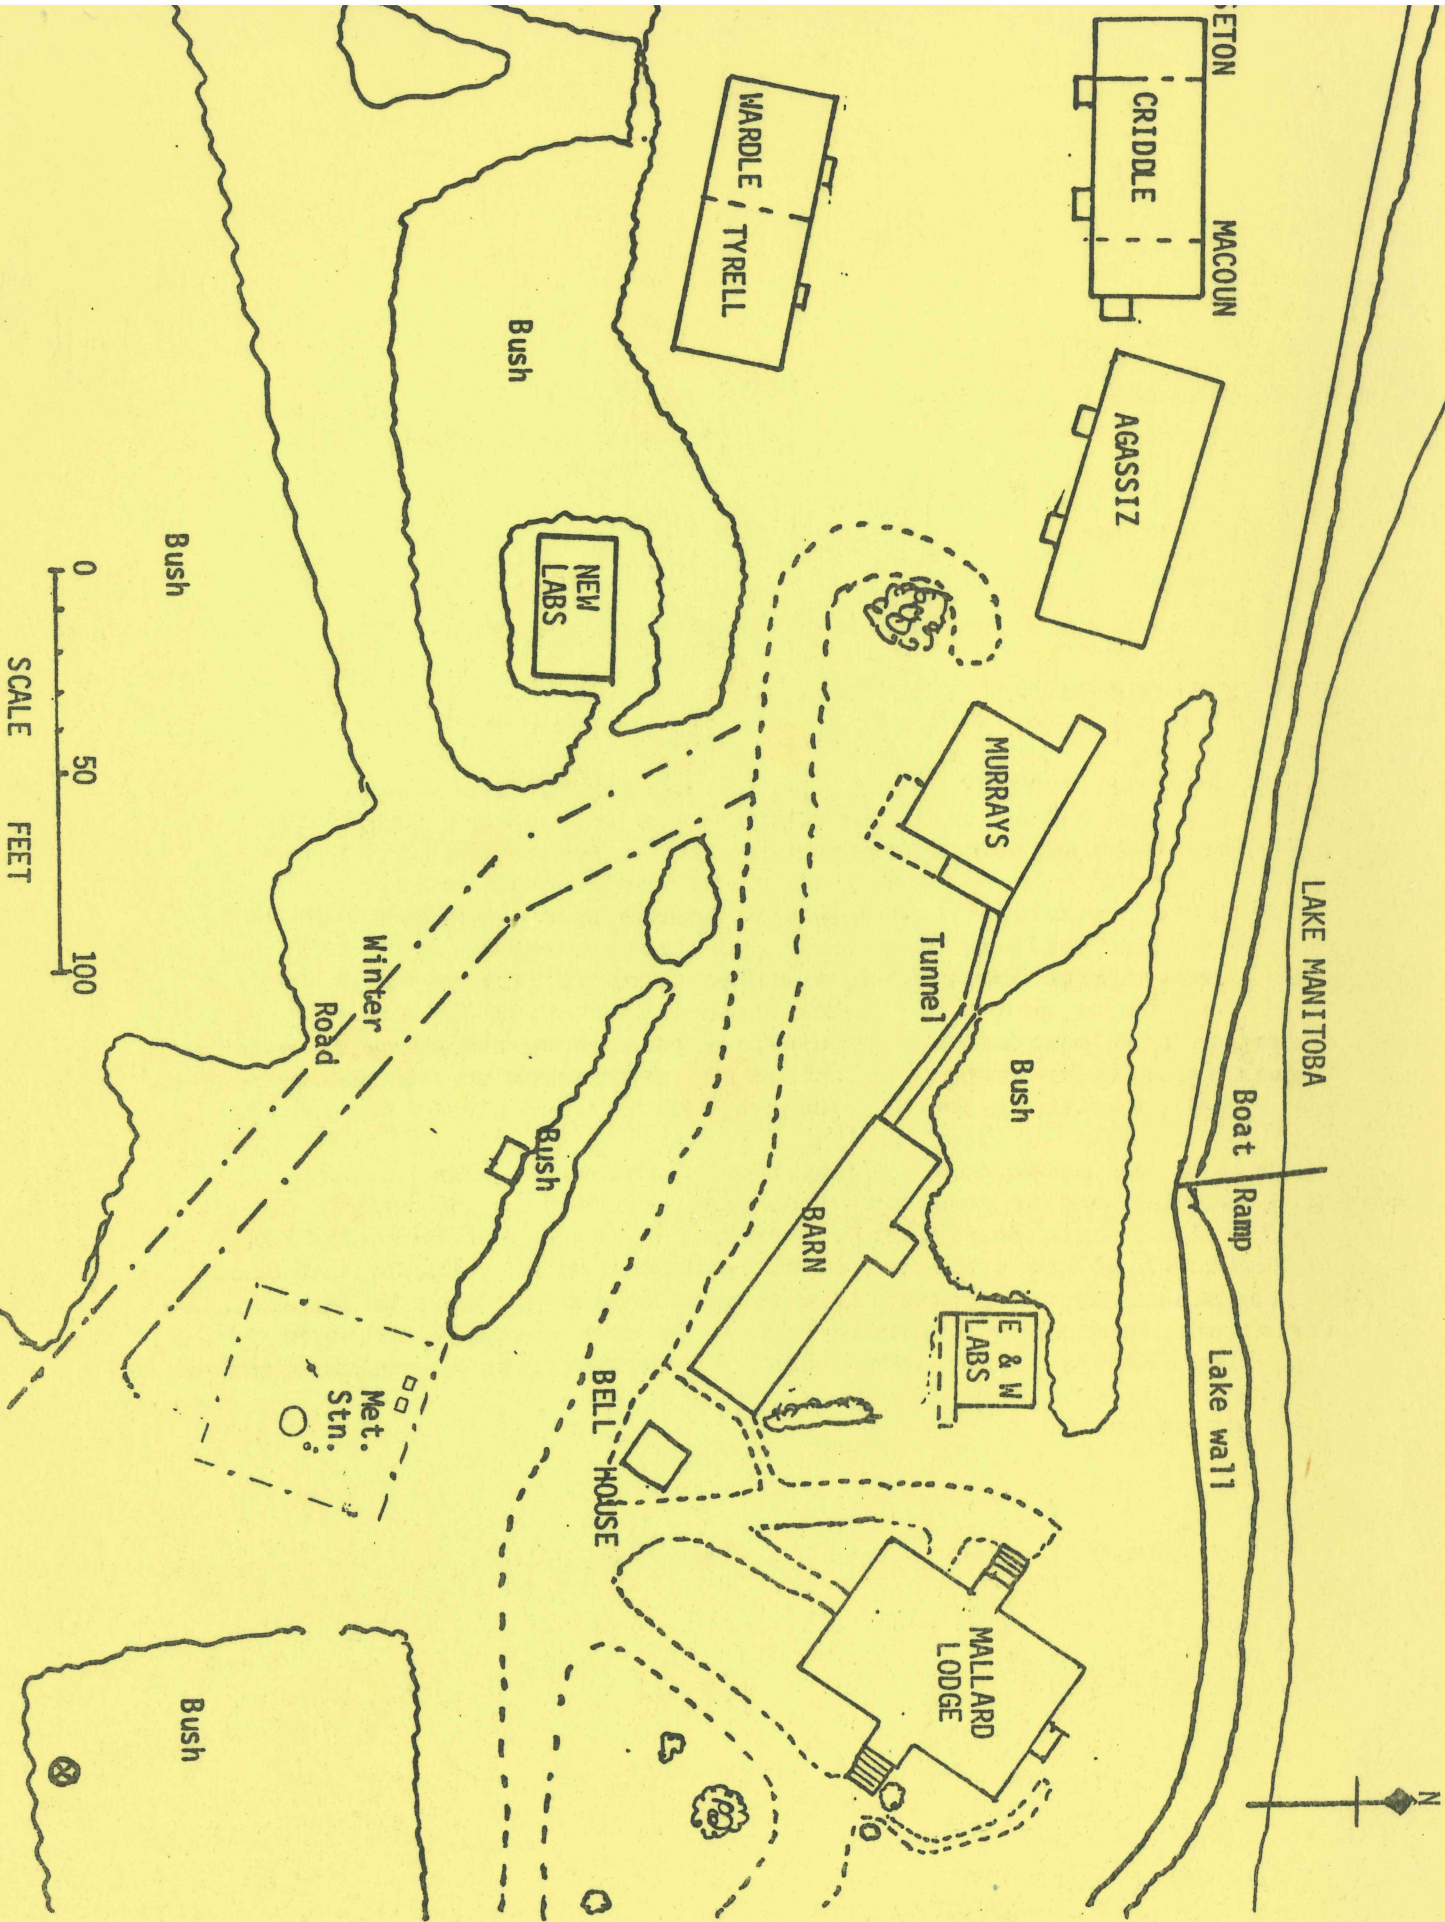 SETON
CRIDDLE
MACOUN
WARDLE
TYRELL
AGASSIZ
Bush
NEW
LABS
MURRAYS
Tunnel
Bush
LAKE MANITOBA
Boat
Ramp
Lake wall
N
BARN
E & W
LABS
MALLARD
LODGE
BELL HOUSE
Bush
Winter
Road
Met.
Stn.
Bush
Bush
0 50 100
SCALE FEET